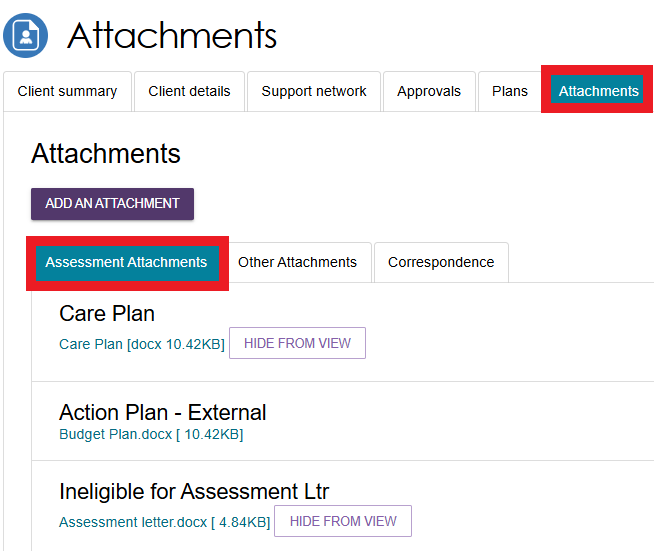 Attachments
Client summary Client details Support network Approvals Plans Attachments
Attachments
ADD AN ATTACHMENT
Assessment Attachments Other Attachments Correspondence
Care Plan
Care Plan [docx 10.42KB] HIDE FROM VIEW
Action Plan - External
Budget Plan.docx [ 10.42KB]
Ineligible for Assessment Ltr
Assessment letter.docx [ 4.84KB] HIDE FROM VIEW